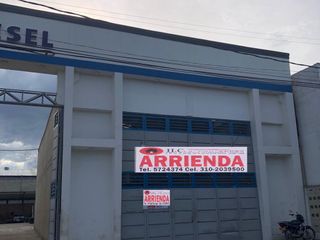 SEL
ARRIENDA
Tel. 5724374 Cel. 310-2039500
ARRIENDA